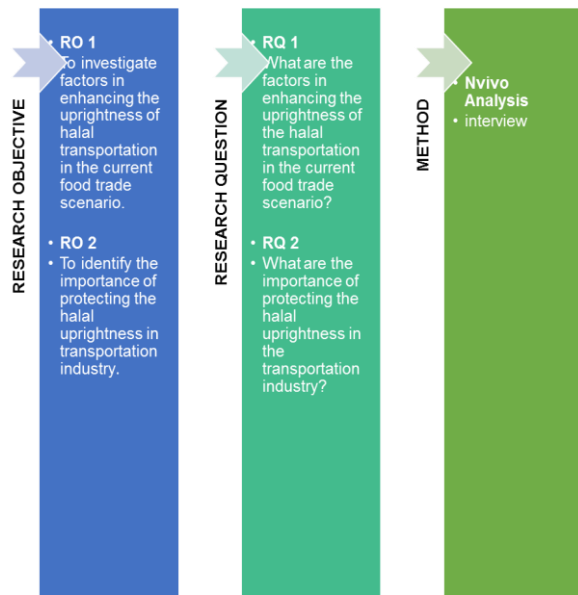 RESEARCH OBJECTIVE
• RO 1
• To investigate
factors in
enhancing the
uprightness of
halal
transportation
in the current
food trade
scenario.
• RO 2
• To identify the
importance of
protecting the
halal
uprightness in
transportation
industry.
RESEARCH QUESTION
• RQ 1
• What are the
factors in
enhancing the
uprightness of
the halal
transportation
in the current
food trade
scenario?
• RQ 2
• What are the
importance of
protecting the
halal
uprightness in
the
transportation
industry?
METHOD
• Nvivo
Analysis
• interview